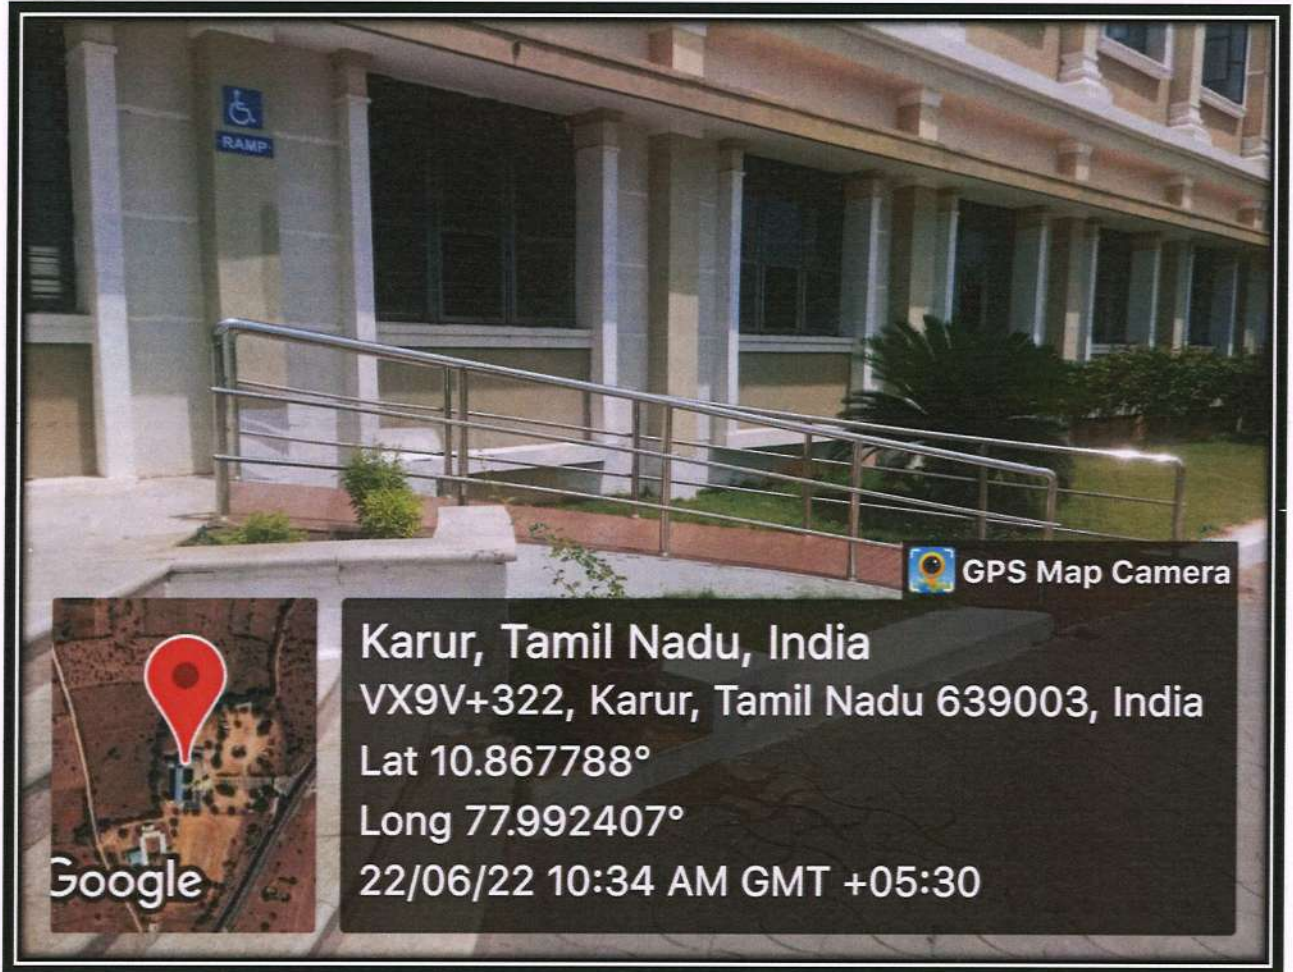 RAMP
GPS Map Camera
Karur, Tamil Nadu, India
VX9V+322, Karur, Tamil Nadu 639003, India
Lat 10.867788°
Long 77.992407°
22/06/22 10:34 AM GMT +05:30
Google